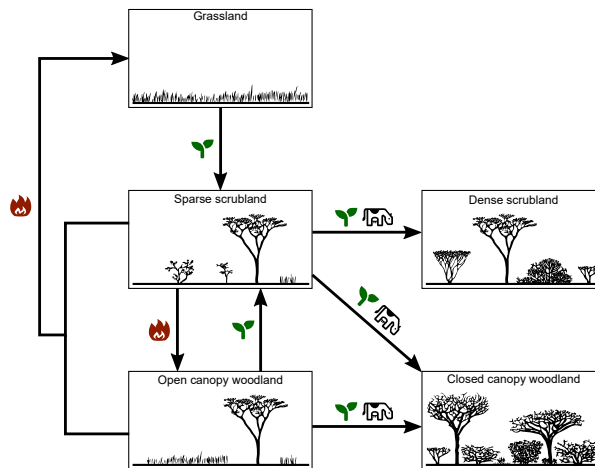 Grassland
Sparse scrubland
Dense scrubland
Open canopy woodland
Closed canopy woodland